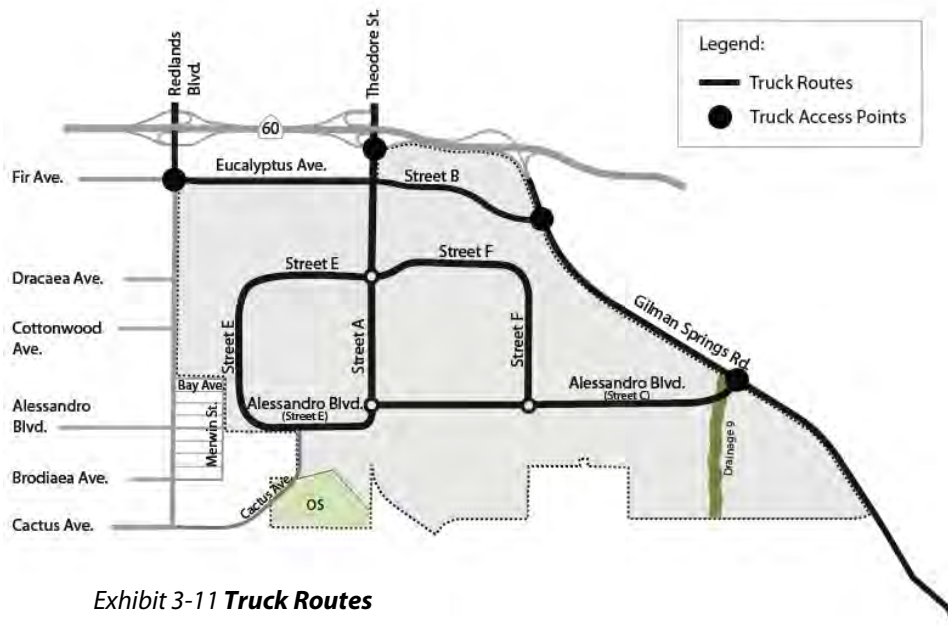 Redlands
Blvd.
Theodore St.
Legend:
Truck Routes
Truck Access Points
60
Fir Ave.
Eucalyptus Ave.
Street B
Dracaea Ave.
Street E
Street F
Cottonwood
Ave.
Street E
Street A
Street F
Gilman Springs Rd.
Bay Ave.
Alessandro
Blvd.
Merwin St.
Alessandro Blvd.
(Street E)
Alessandro Blvd.
(Street C)
Drainage 9
Brodiaea Ave.
Cactus Ave.
OS
Cactus Ave.
Exhibit 3-11 Truck Routes